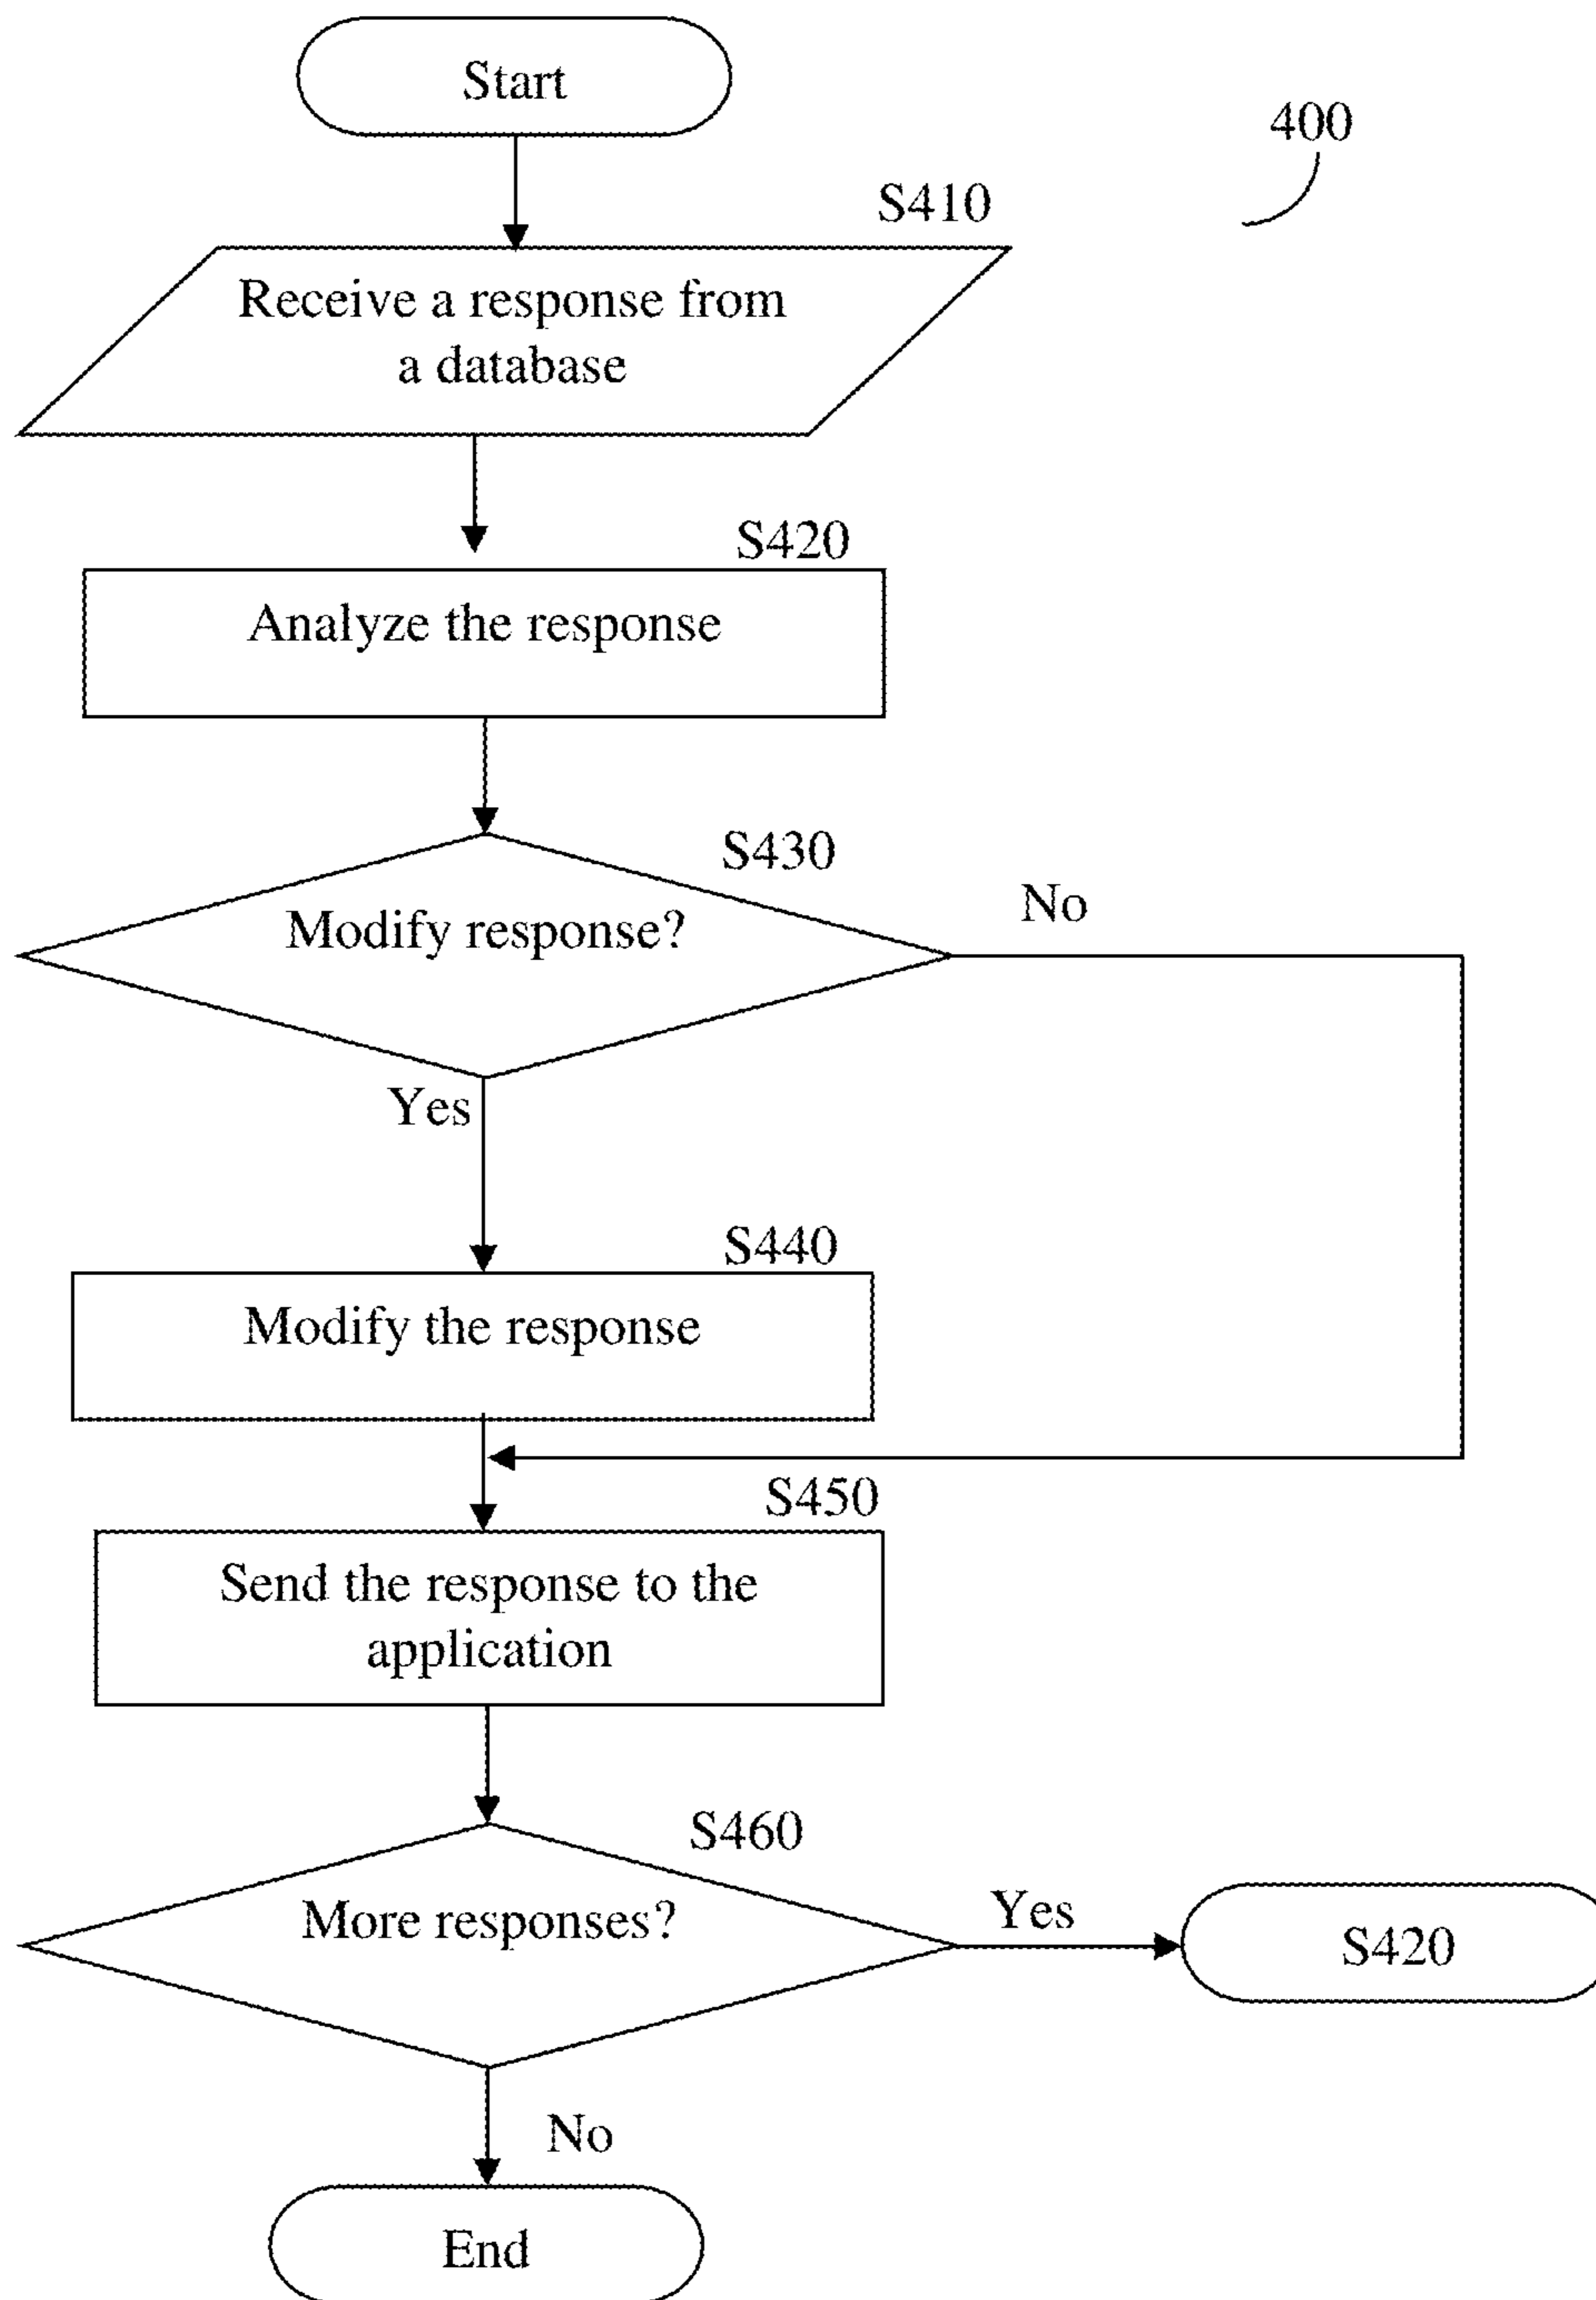 Start
400
S410
Receive a response from
a database
S420
Analyze the response
S430
Modify response?
No
Yes
S440
Modify the response
S450
Send the response to the
application
S460
More responses?
Yes
S420
No
End